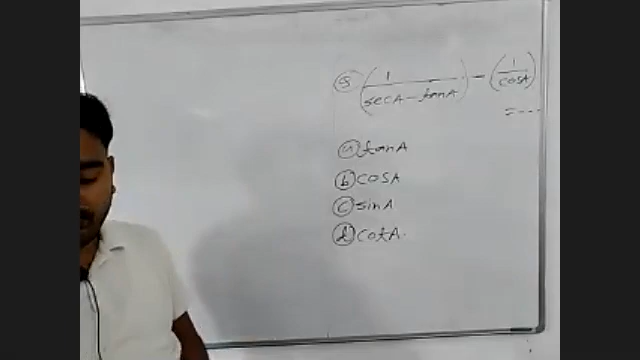 ⑤ (1/(secA - tanA)) - (1/cosA)
= ---
ⓐ tanA
ⓑ cosA
ⓒ sinA
ⓓ cotA.